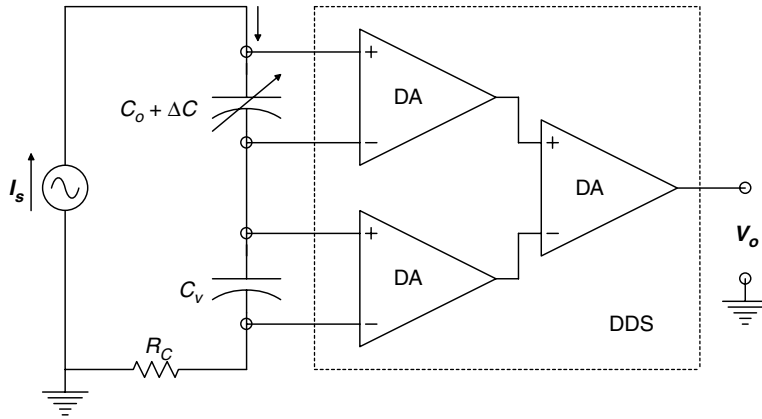 +
DA
C_o + ΔC
−
+
DA
I_s
−
V_o
+
DA
C_v
−
DDS
R_C